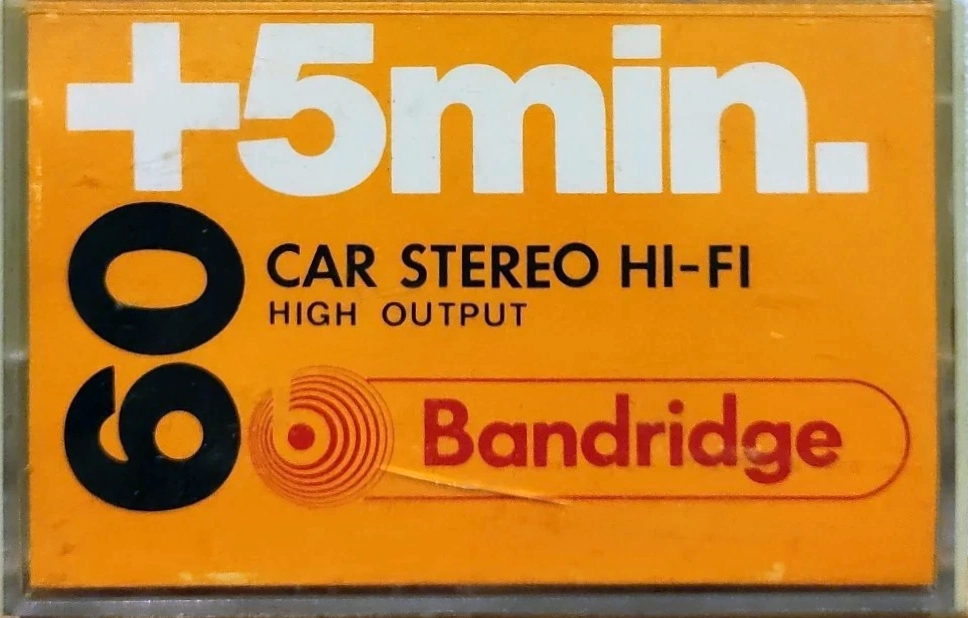 +5min.
60
CAR STEREO HI-FI
HIGH OUTPUT
Bandridge